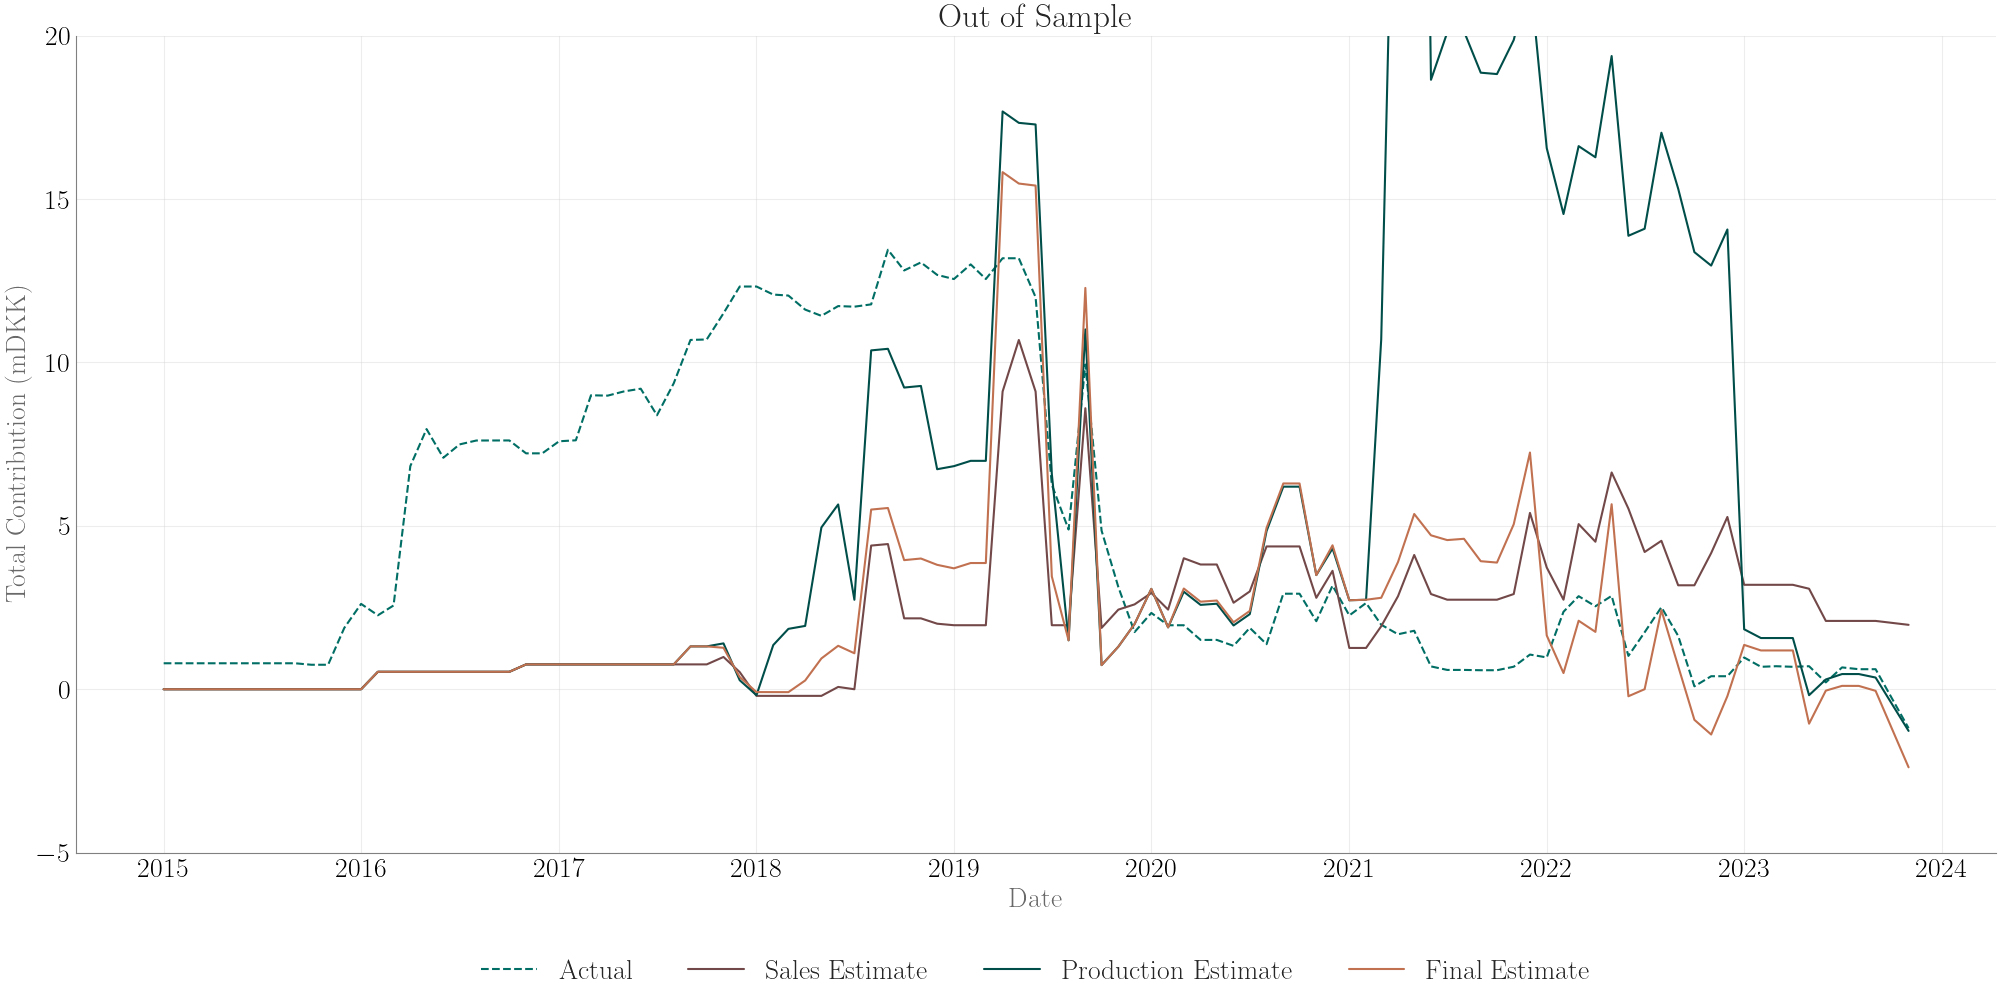 Out of Sample
20
15
10
5
0
−5
Total Contribution (mDKK)
2015 2016 2017 2018 2019 2020 2021 2022 2023 2024
Date
Actual Sales Estimate Production Estimate Final Estimate